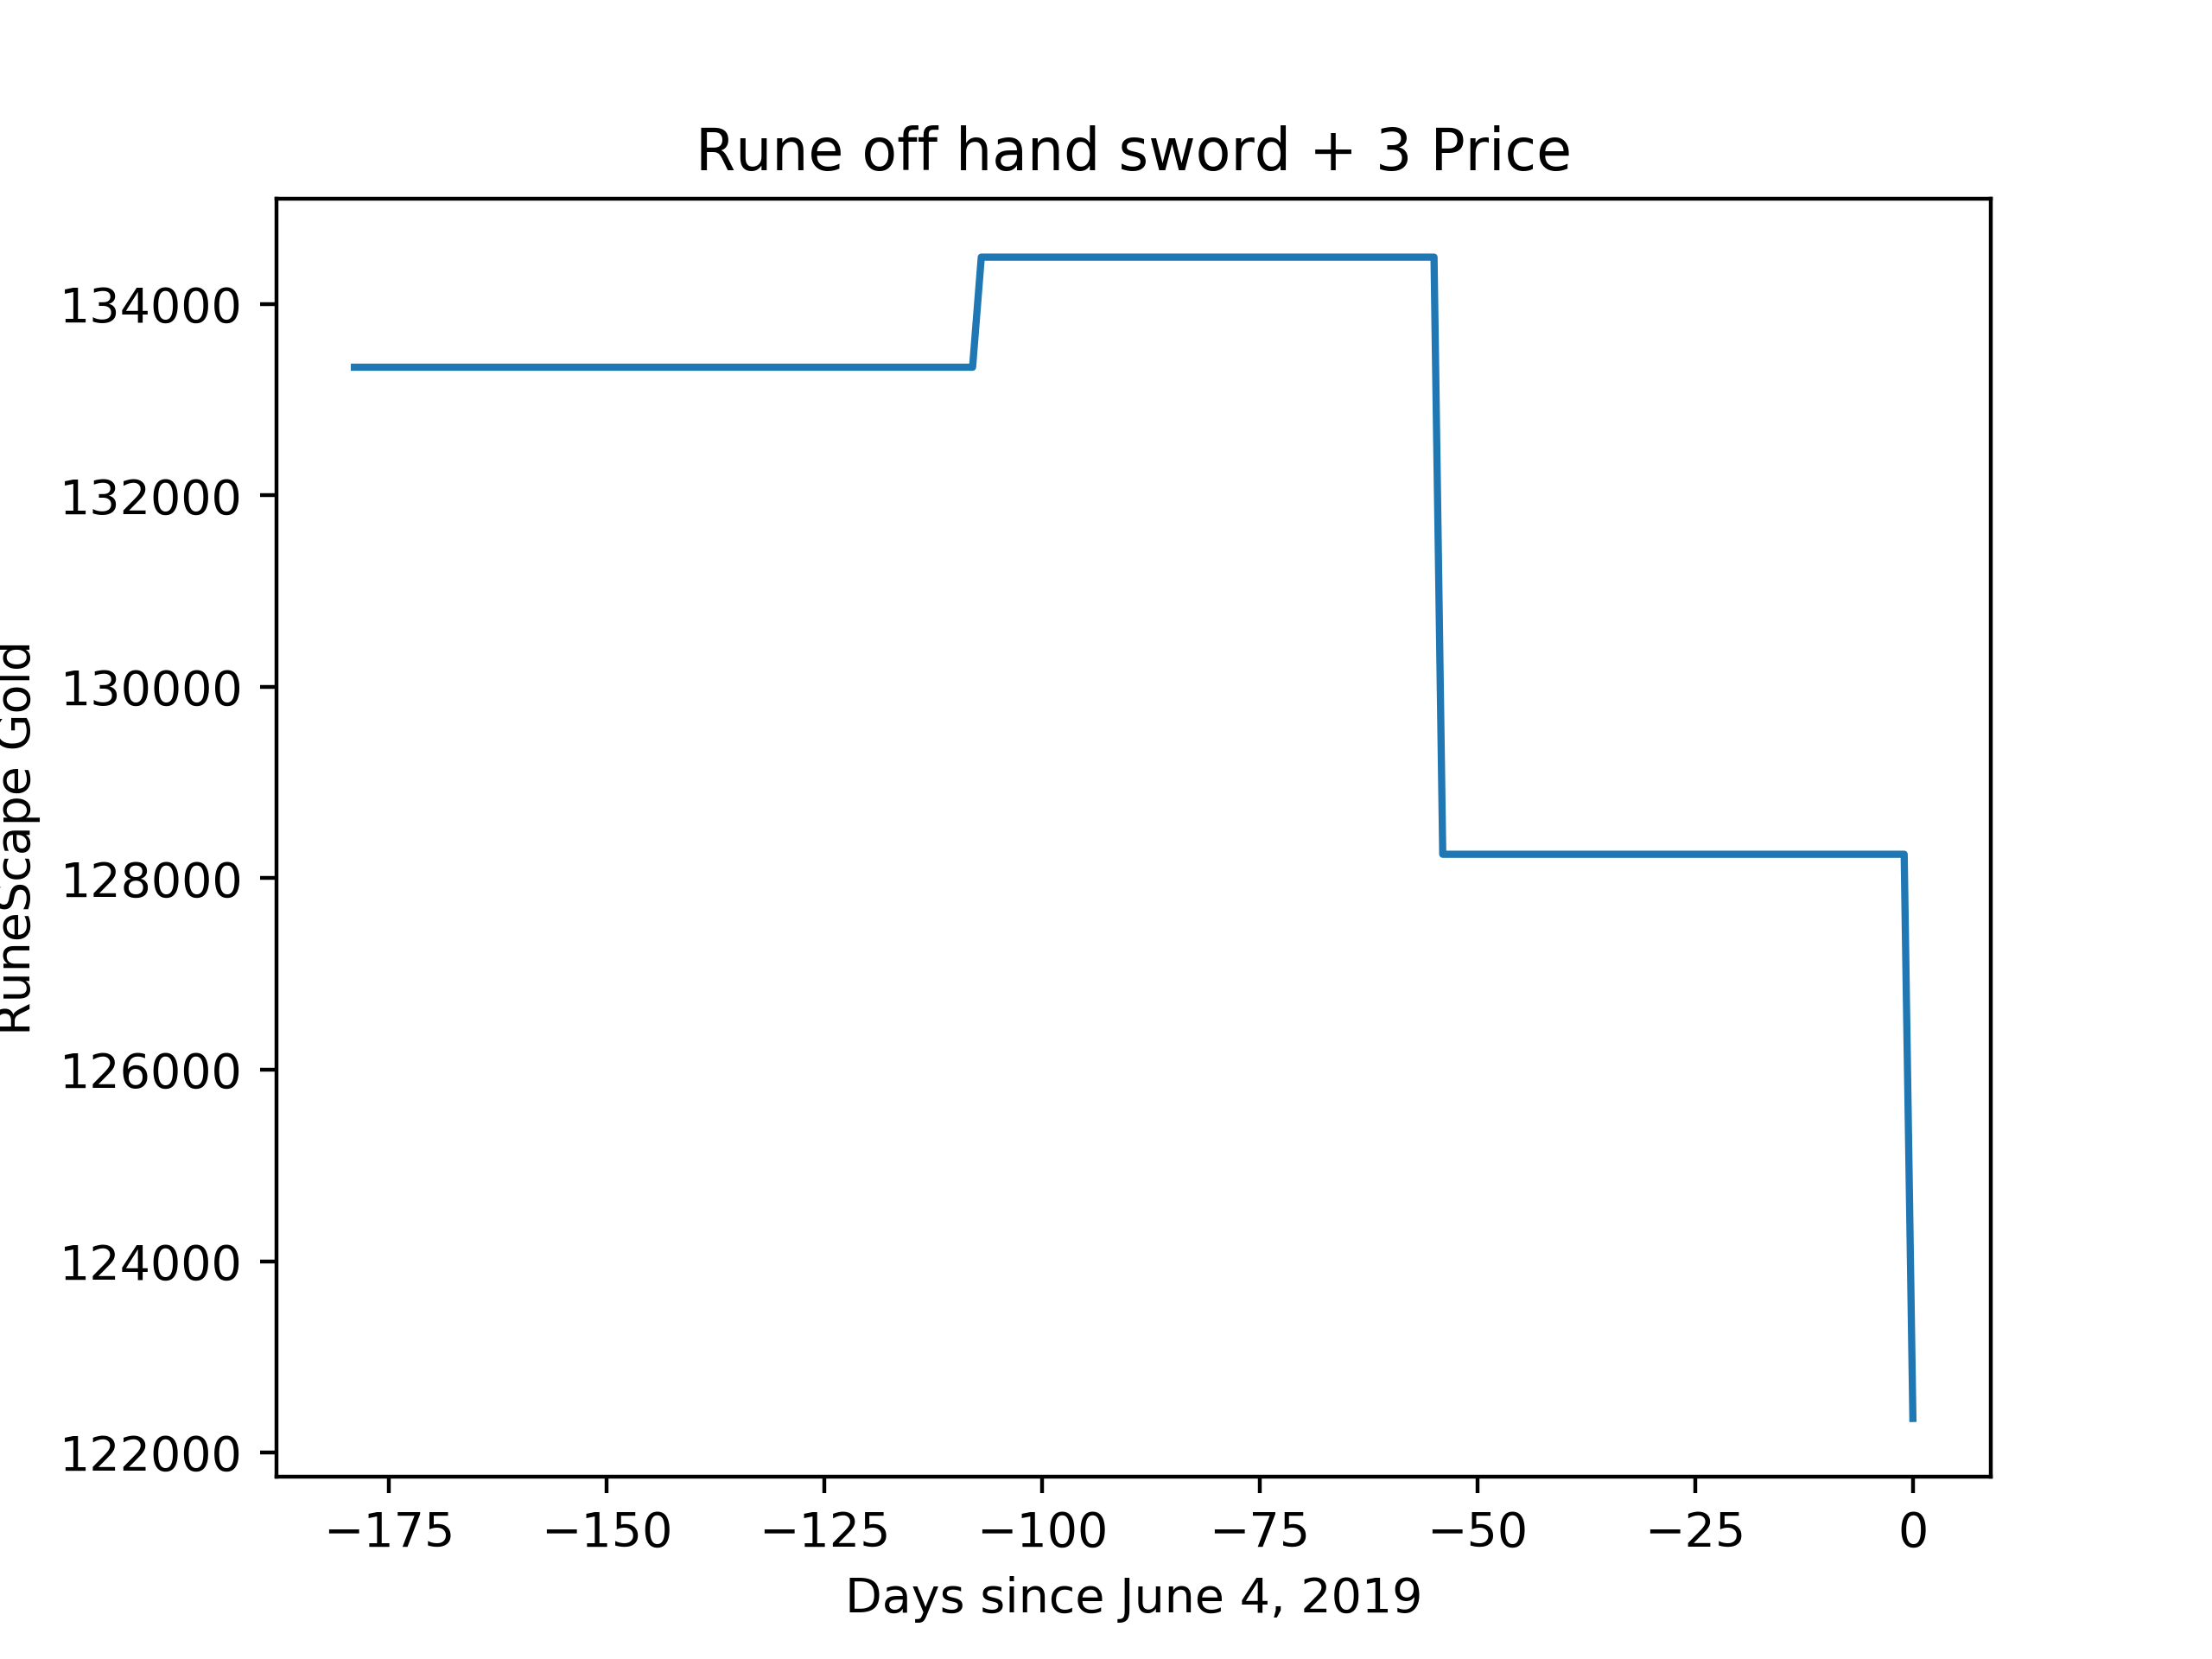 Rune off hand sword + 3 Price
134000
132000
130000
128000
126000
124000
122000
RuneScape Gold
−175 −150 −125 −100 −75 −50 −25 0
Days since June 4, 2019